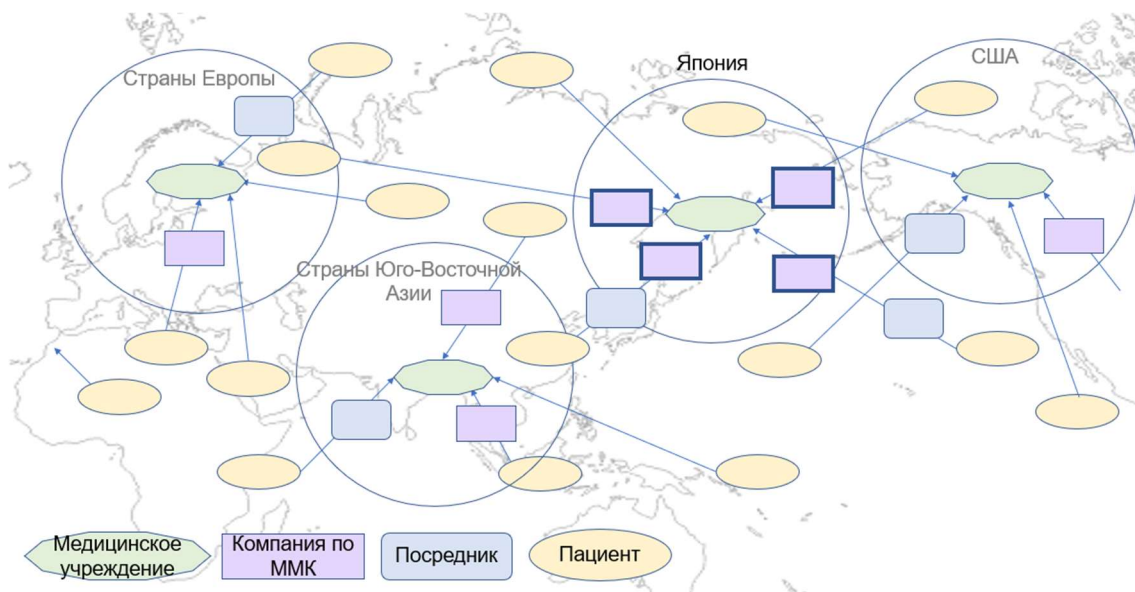 Страны Европы
Япония
США
Страны Юго-Восточной
Азии
Медицинское
учреждение
Компания по
ММК
Посредник
Пациент